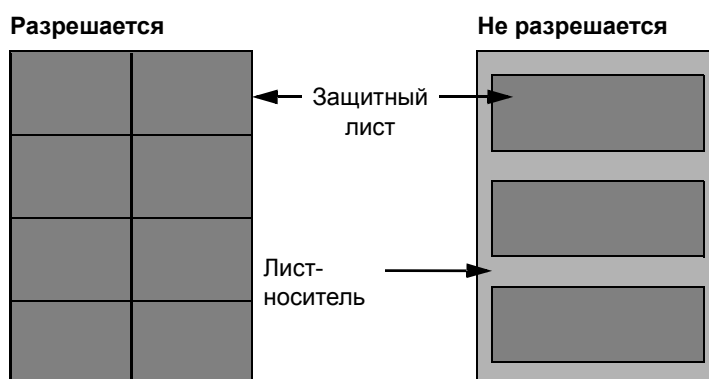 Разрешается
Не разрешается
Защитный
лист
Лист-
носитель